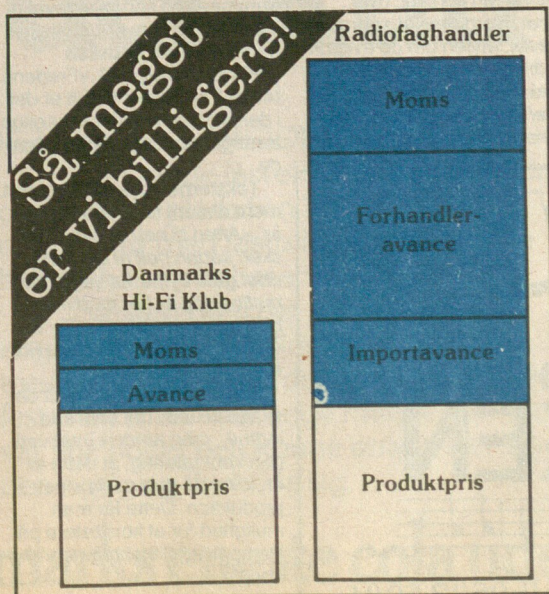 Så meget
er vi billigere!
Danmarks
Hi-Fi Klub
Moms
Avance
Produktpris
Radiofaghandler
Moms
Forhandler-
avance
Importavance
Produktpris